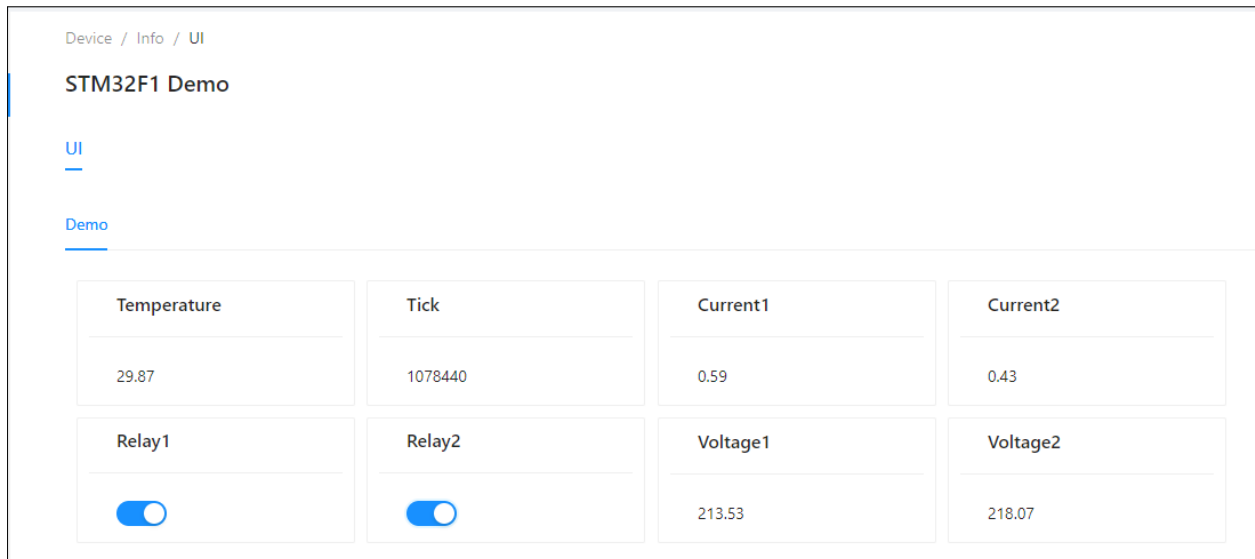 Device / Info / UI
STM32F1 Demo
UI
Demo
Temperature Tick Current1 Current2
29.87 1078440 0.59 0.43
Relay1 Relay2 Voltage1 Voltage2
213.53 218.07